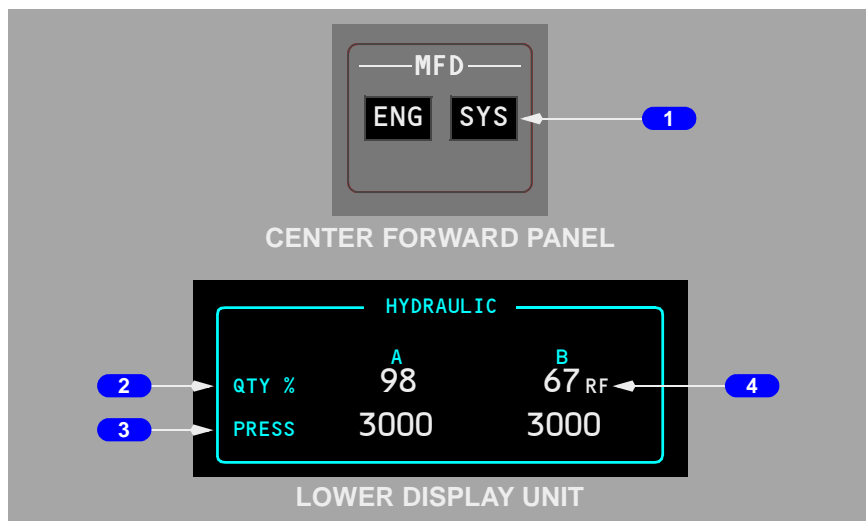 MFD
ENG SYS 1
CENTER FORWARD PANEL
HYDRAULIC
A B
2 QTY % 98 67 RF 4
3 PRESS 3000 3000
LOWER DISPLAY UNIT